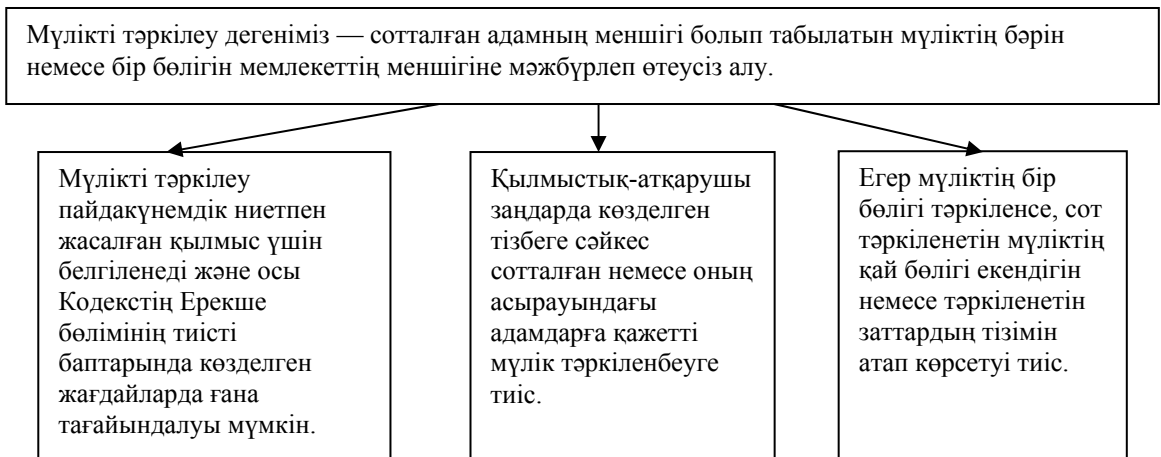 Мүлікті тәркілеу дегеніміз — сотталған адамның меншігі болып табылатын мүліктің бәрін
немесе бір бөлігін мемлекеттің меншігіне мәжбүрлеп өтеусіз алу.
Мүлікті тәркілеу
пайдакүнемдік ниетпен
жасалған қылмыс үшін
белгіленеді және осы
Кодекстің Ерекше
бөлімінің тиісті
баптарында көзделген
жағдайларда ғана
тағайындалуы мүмкін.
Қылмыстық-атқарушы
заңдарда көзделген
тізбеге сәйкес
сотталған немесе оның
асырауындағы
адамдарға қажетті
мүлік тәркіленбеуге
тиіс.
Егер мүліктің бір
бөлігі тәркіленсе, сот
тәркіленетін мүліктің
қай бөлігі екендігін
немесе тәркіленетін
заттардың тізімін
атап көрсетуі тиіс.